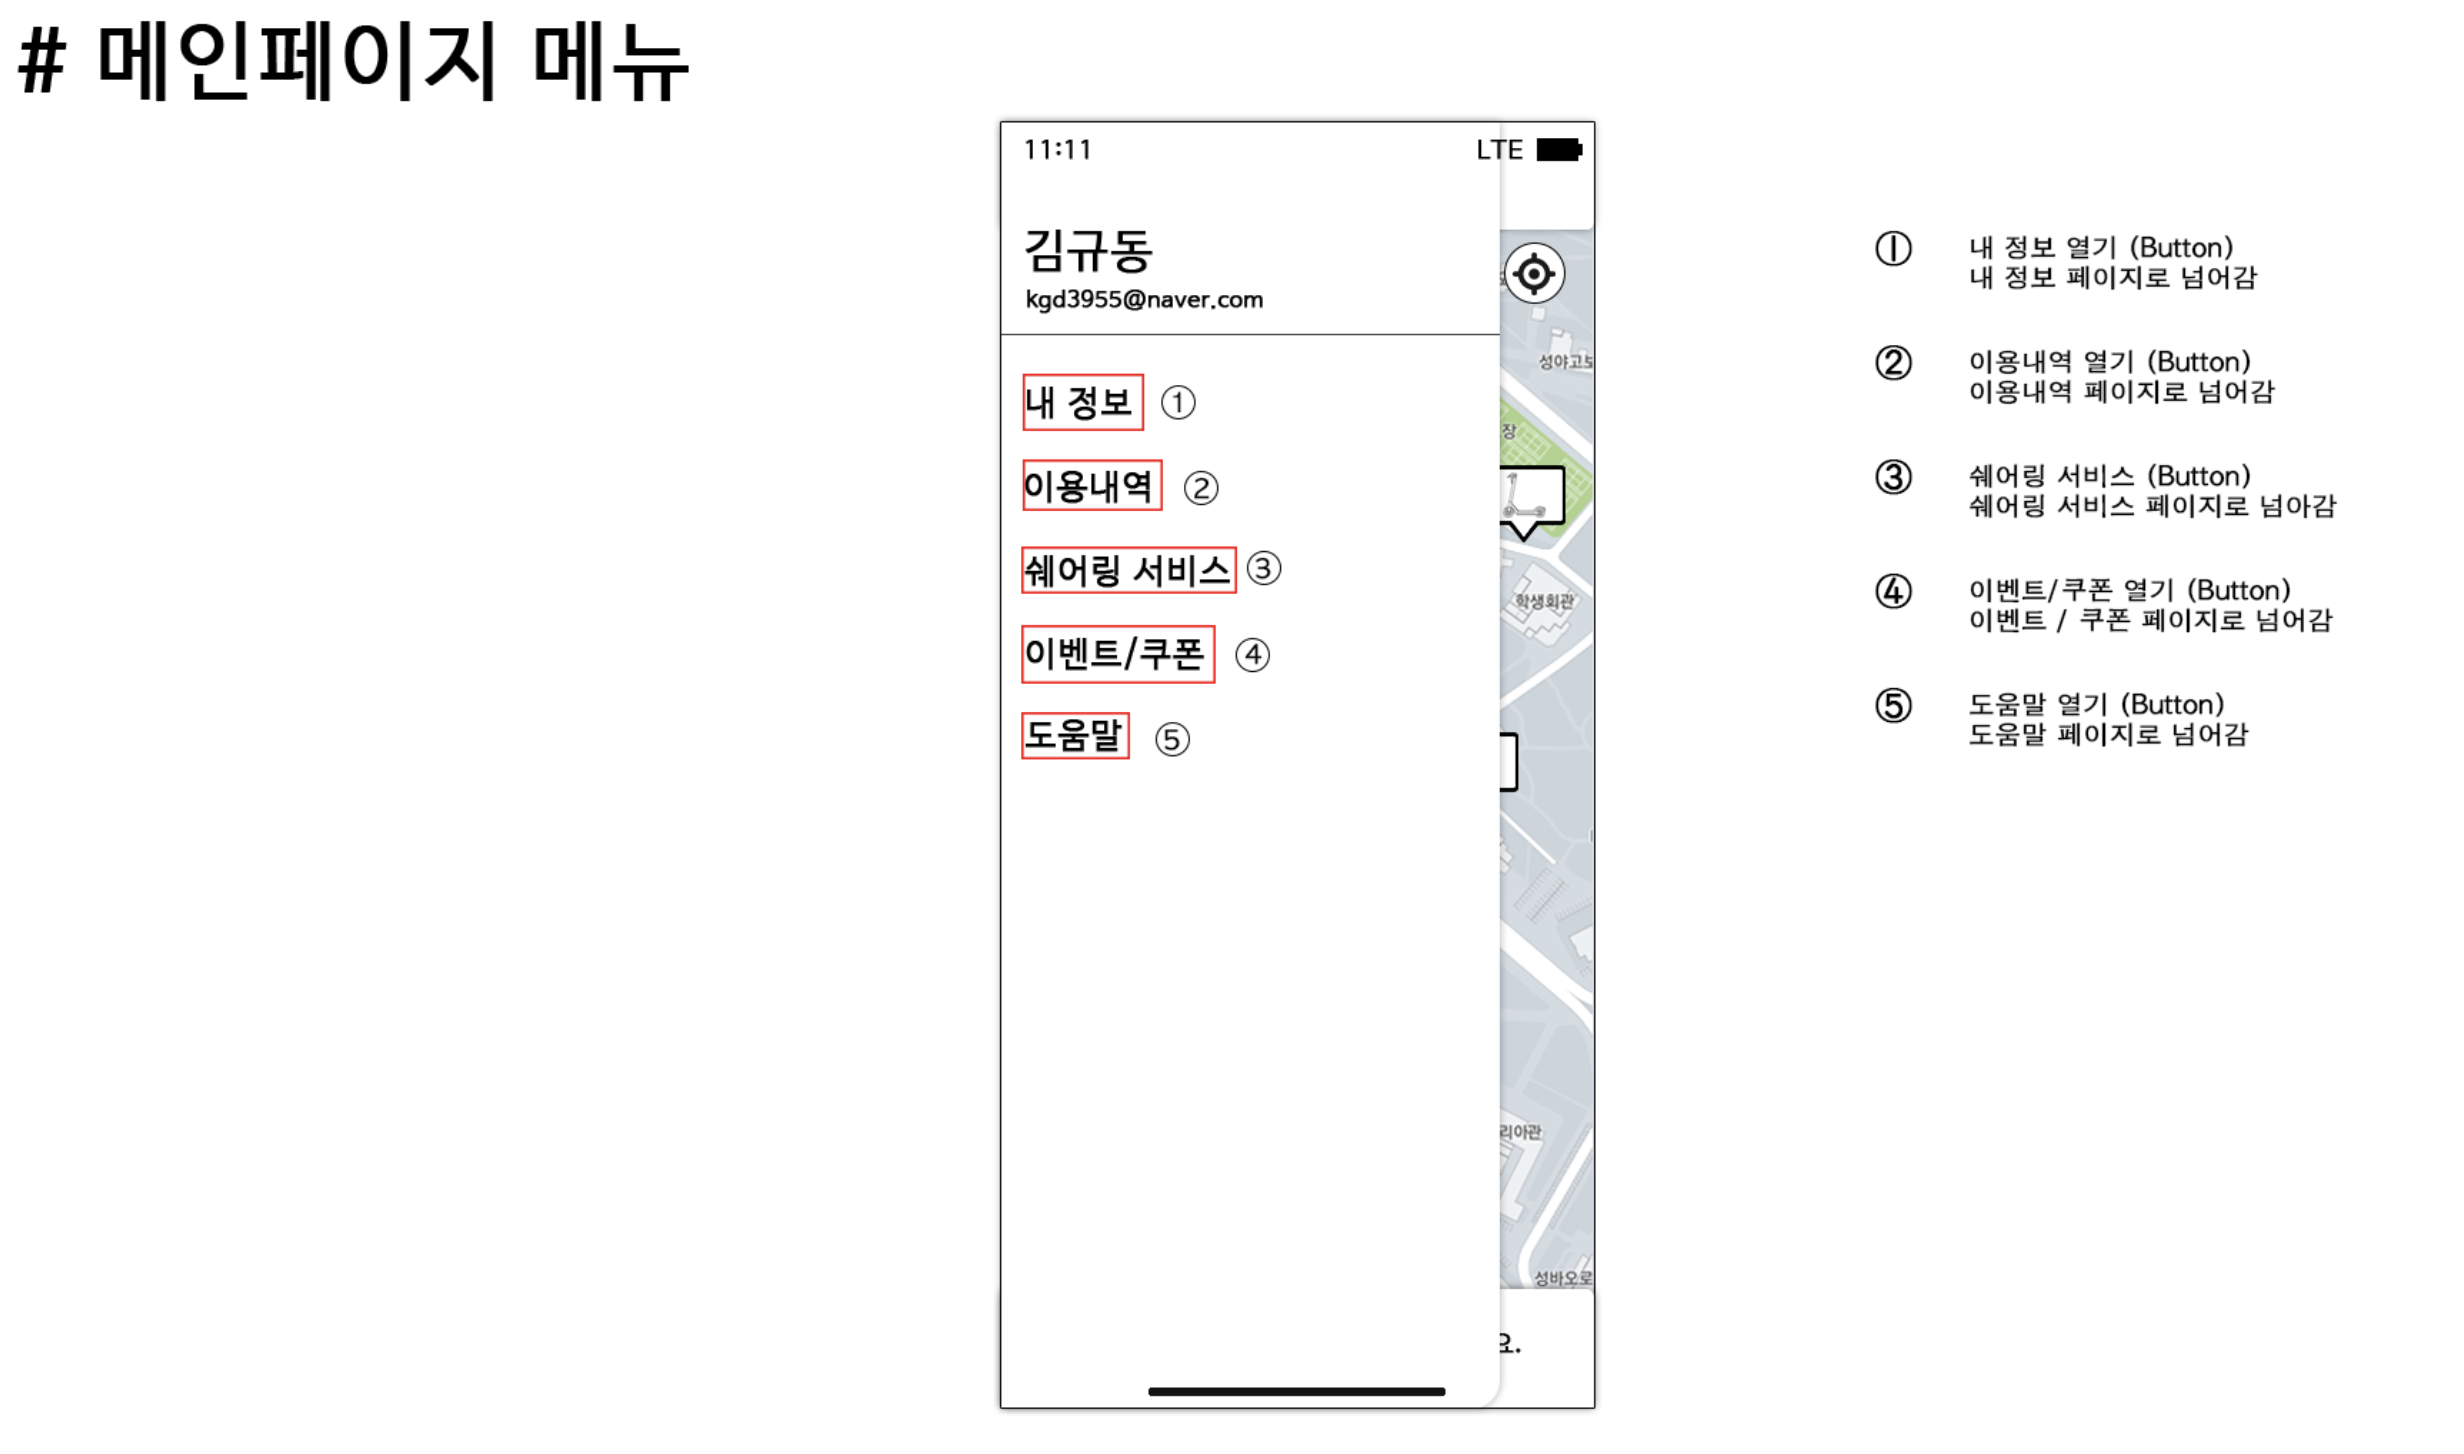 # 메인페이지 메뉴
11:11
LTE
김규동
kgd3955@naver.com
내 정보 ①
이용내역 ②
쉐어링 서비스 ③
이벤트/쿠폰 ④
도움말 ⑤
성야고보
장
학생회관
리아관
성바오로
요.
① 내 정보 열기 (Button)
내 정보 페이지로 넘어감
② 이용내역 열기 (Button)
이용내역 페이지로 넘어감
③ 쉐어링 서비스 (Button)
쉐어링 서비스 페이지로 넘아감
④ 이벤트/쿠폰 열기 (Button)
이벤트 / 쿠폰 페이지로 넘어감
⑤ 도움말 열기 (Button)
도움말 페이지로 넘어감